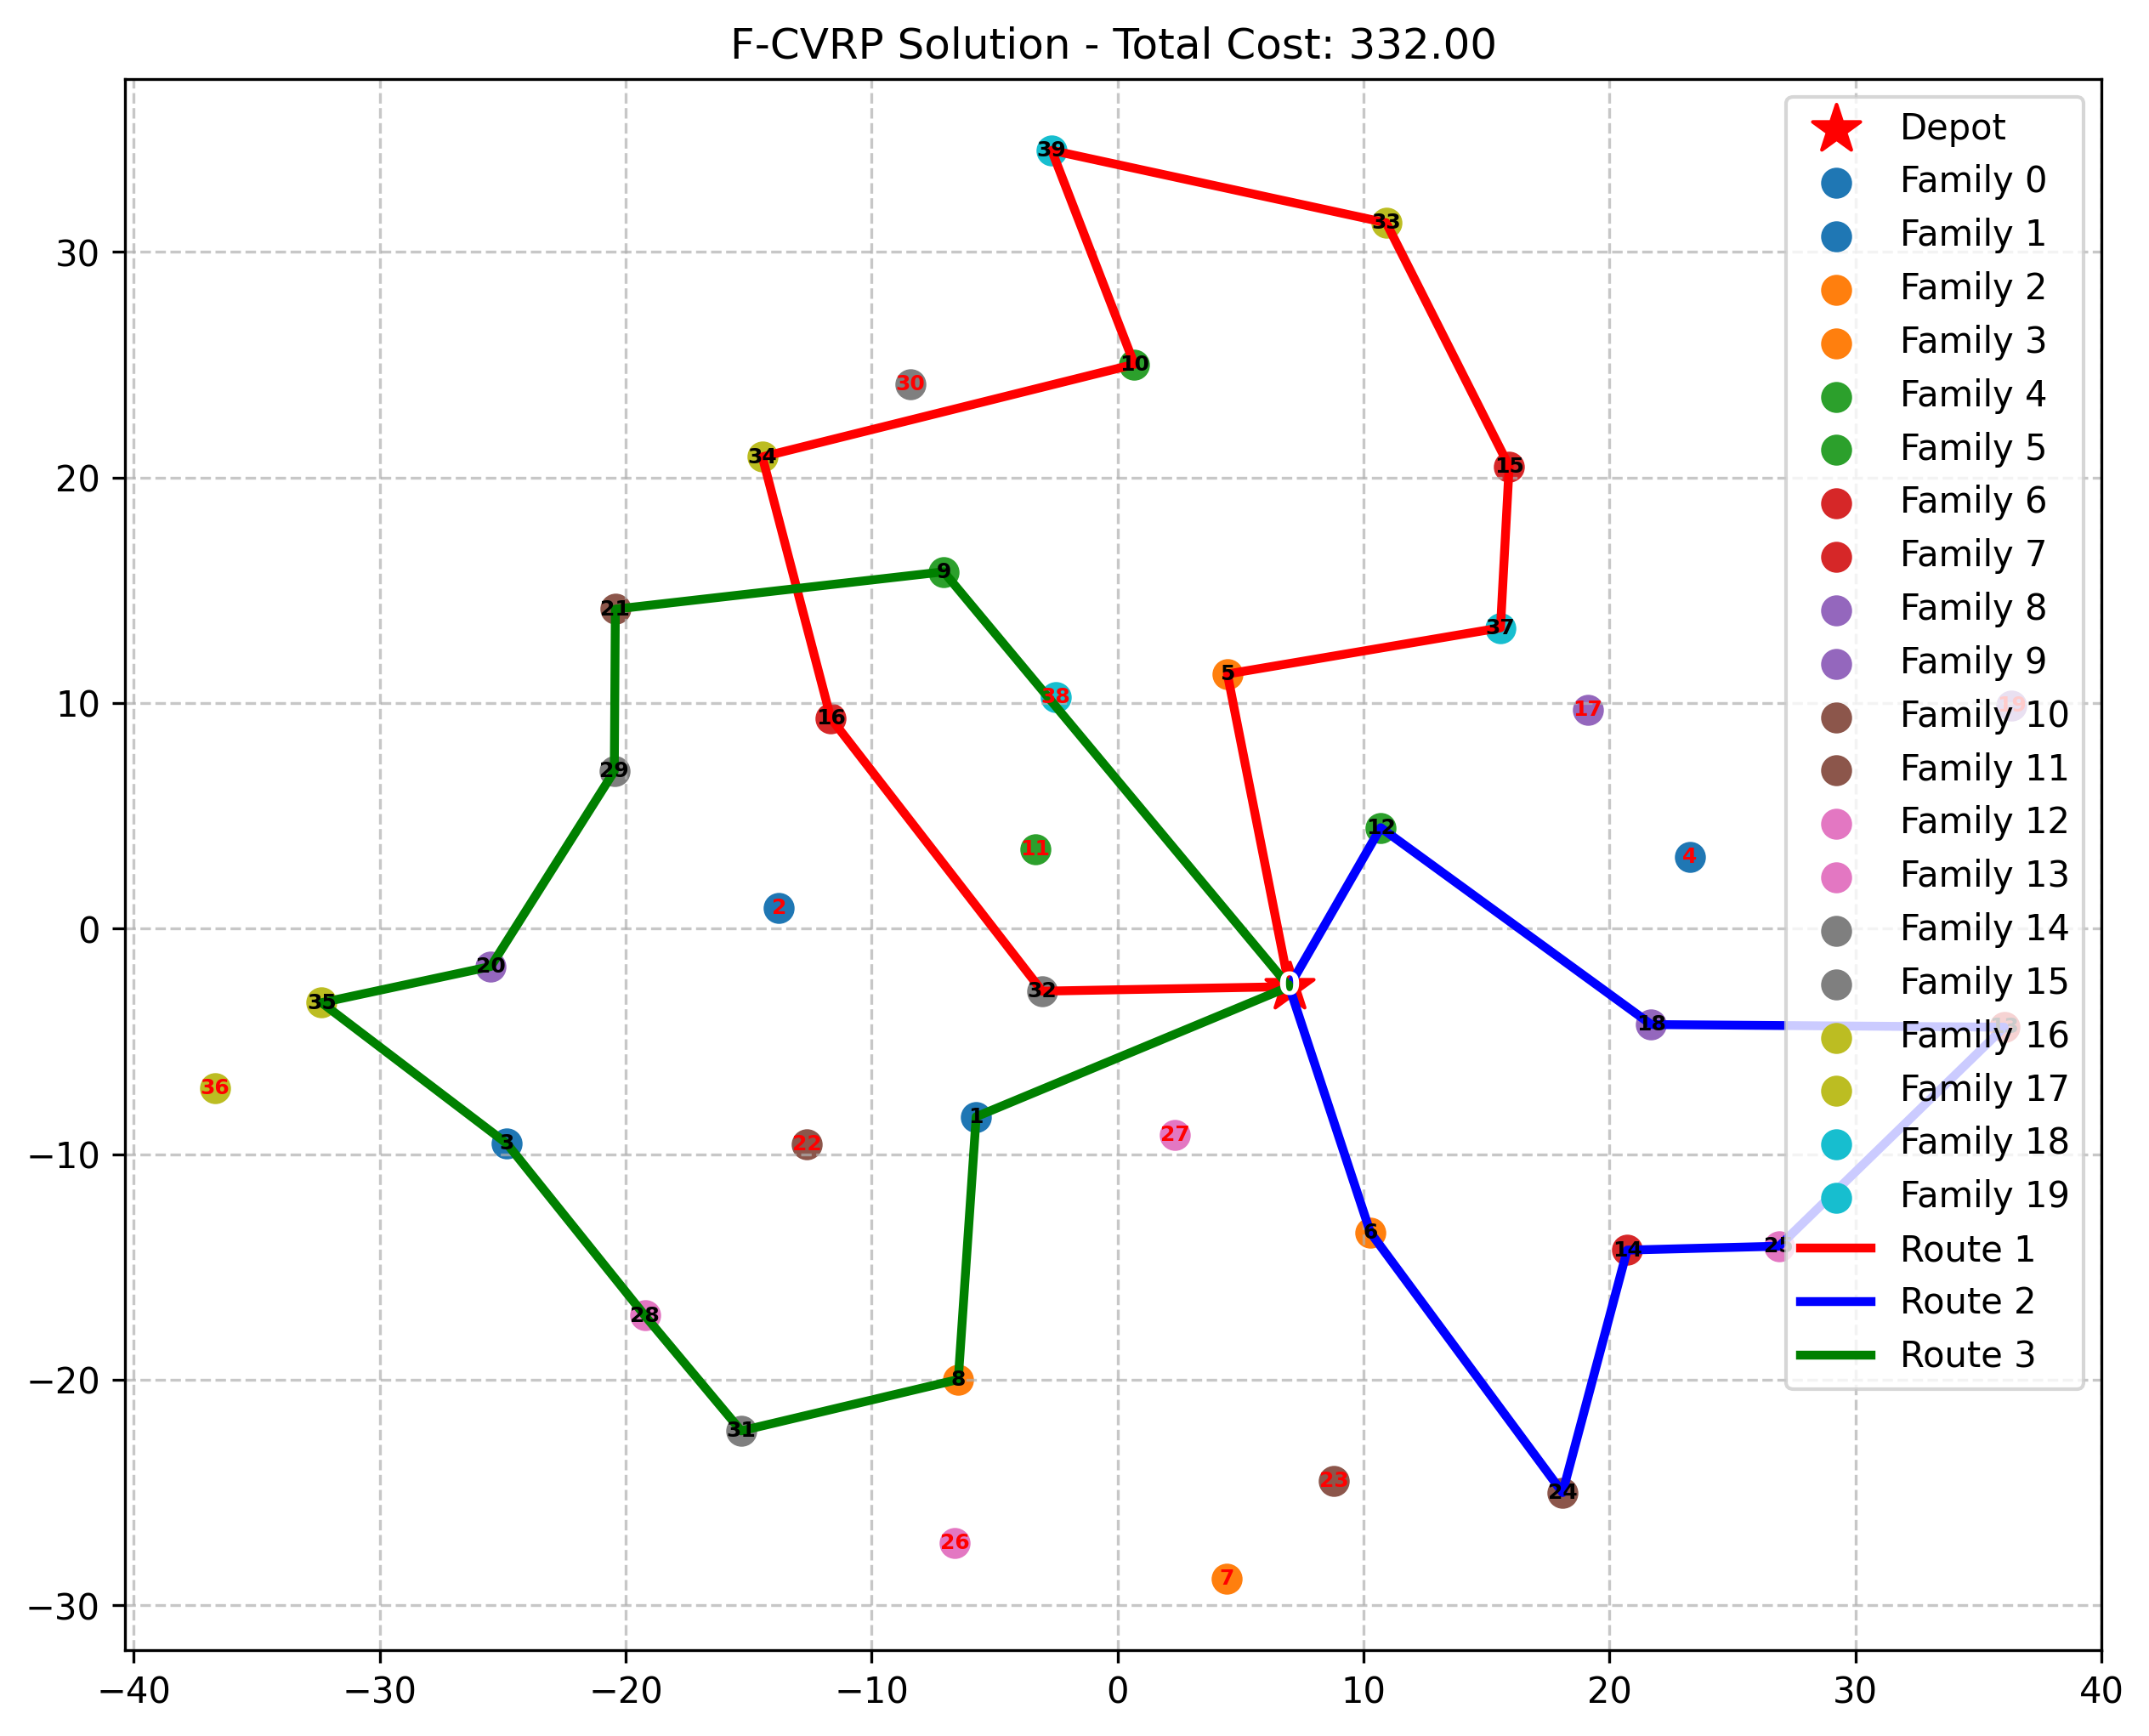 F-CVRP Solution - Total Cost: 332.00
Depot
Family 0
Family 1
Family 2
Family 3
Family 4
Family 5
Family 6
Family 7
Family 8
Family 9
Family 10
Family 11
Family 12
Family 13
Family 14
Family 15
Family 16
Family 17
Family 18
Family 19
Route 1
Route 2
Route 3
39
33
10
30
34
15
9
21
37
5
38
16
17
19
29
12
11
4
2
20
32
0
35
18
13
36
1
27
3
22
6
14
28
8
31
23
24
26
7
30
20
10
0
−10
−20
−30
−40
−30
−20
−10
0
10
20
30
40